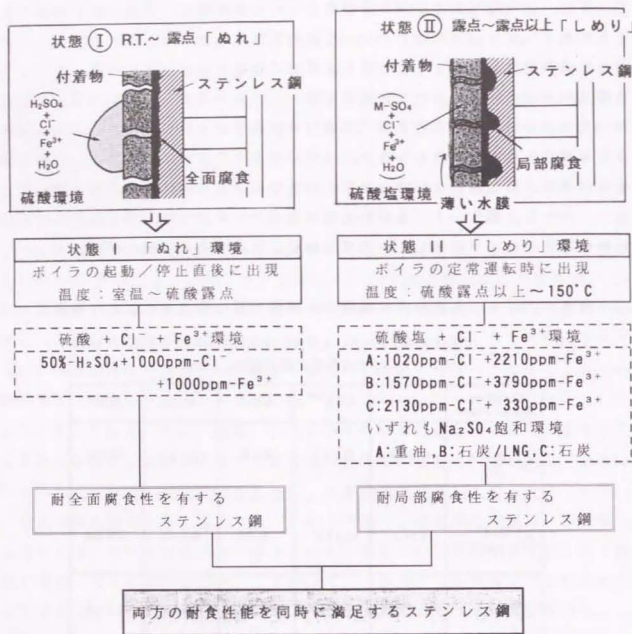 状態 Ⅰ R.T.~ 露点「ぬれ」
付着物
ステンレス鋼
H₂SO₄
+
Cl⁻
+
Fe³⁺
+
H₂O
全面腐食
硫酸環境
状態 Ⅰ 「ぬれ」環境
ボイラの起動/停止直後に出現
温度：室温~硫酸露点
硫酸 + Cl⁻ + Fe³⁺環境
50%-H₂SO₄+1000ppm-Cl⁻
+1000ppm-Fe³⁺
耐全面腐食性を有する
ステンレス鋼
状態 Ⅱ 露点~露点以上「しめり」
付着物
ステンレス鋼
M-SO₄
+
Cl⁻
+
Fe³⁺
H₂O
局部腐食
硫酸塩環境
薄い水膜
状態 II 「しめり」環境
ボイラの定常運転時に出現
温度：硫酸露点以上~150°C
硫酸塩 + Cl⁻ + Fe³⁺環境
A:1020ppm-Cl⁻+2210ppm-Fe³⁺
B:1570ppm-Cl⁻+3790ppm-Fe³⁺
C:2130ppm-Cl⁻+ 330ppm-Fe³⁺
いずれもNa₂SO₄飽和環境
A:重油,B:石炭/LNG,C:石炭
耐局部腐食性を有する
ステンレス鋼
両方の耐食性能を同時に満足するステンレス鋼